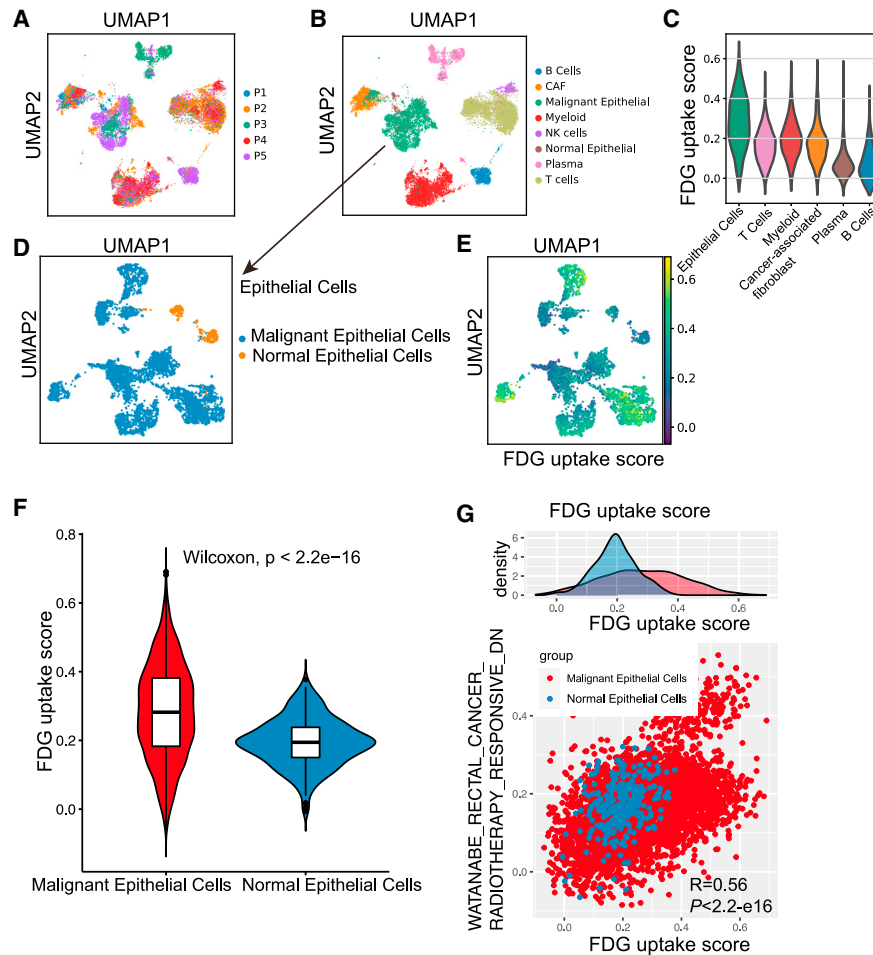 A
UMAP1
UMAP2
P1
P2
P3
P4
P5
B
UMAP1
UMAP2
B Cells
CAF
Malignant Epithelial
Myeloid
NK cells
Normal Epithelial
Plasma
T cells
C
FDG uptake score
0.6
0.4
0.2
0.0
Epithelial Cells
T Cells
Myeloid
Cancer-associated
fibroblast
Plasma
B Cells
D
UMAP1
UMAP2
Epithelial Cells
Malignant Epithelial Cells
Normal Epithelial Cells
E
UMAP1
UMAP2
0.6
0.4
0.2
0.0
FDG uptake score
F
FDG uptake score
0.8
0.6
0.4
0.2
0.0
Wilcoxon, p < 2.2e−16
Malignant Epithelial Cells
Normal Epithelial Cells
G
FDG uptake score
density
6
4
2
0
0.0
0.2
0.4
0.6
FDG uptake score
WATANABE_RECTAL_CANCER_
RADIOTHERAPY_RESPONSIVE_DN
group
Malignant Epithelial Cells
Normal Epithelial Cells
0.4
0.2
0.0
R=0.56
P<2.2-e16
0.0
0.2
0.4
0.6
FDG uptake score